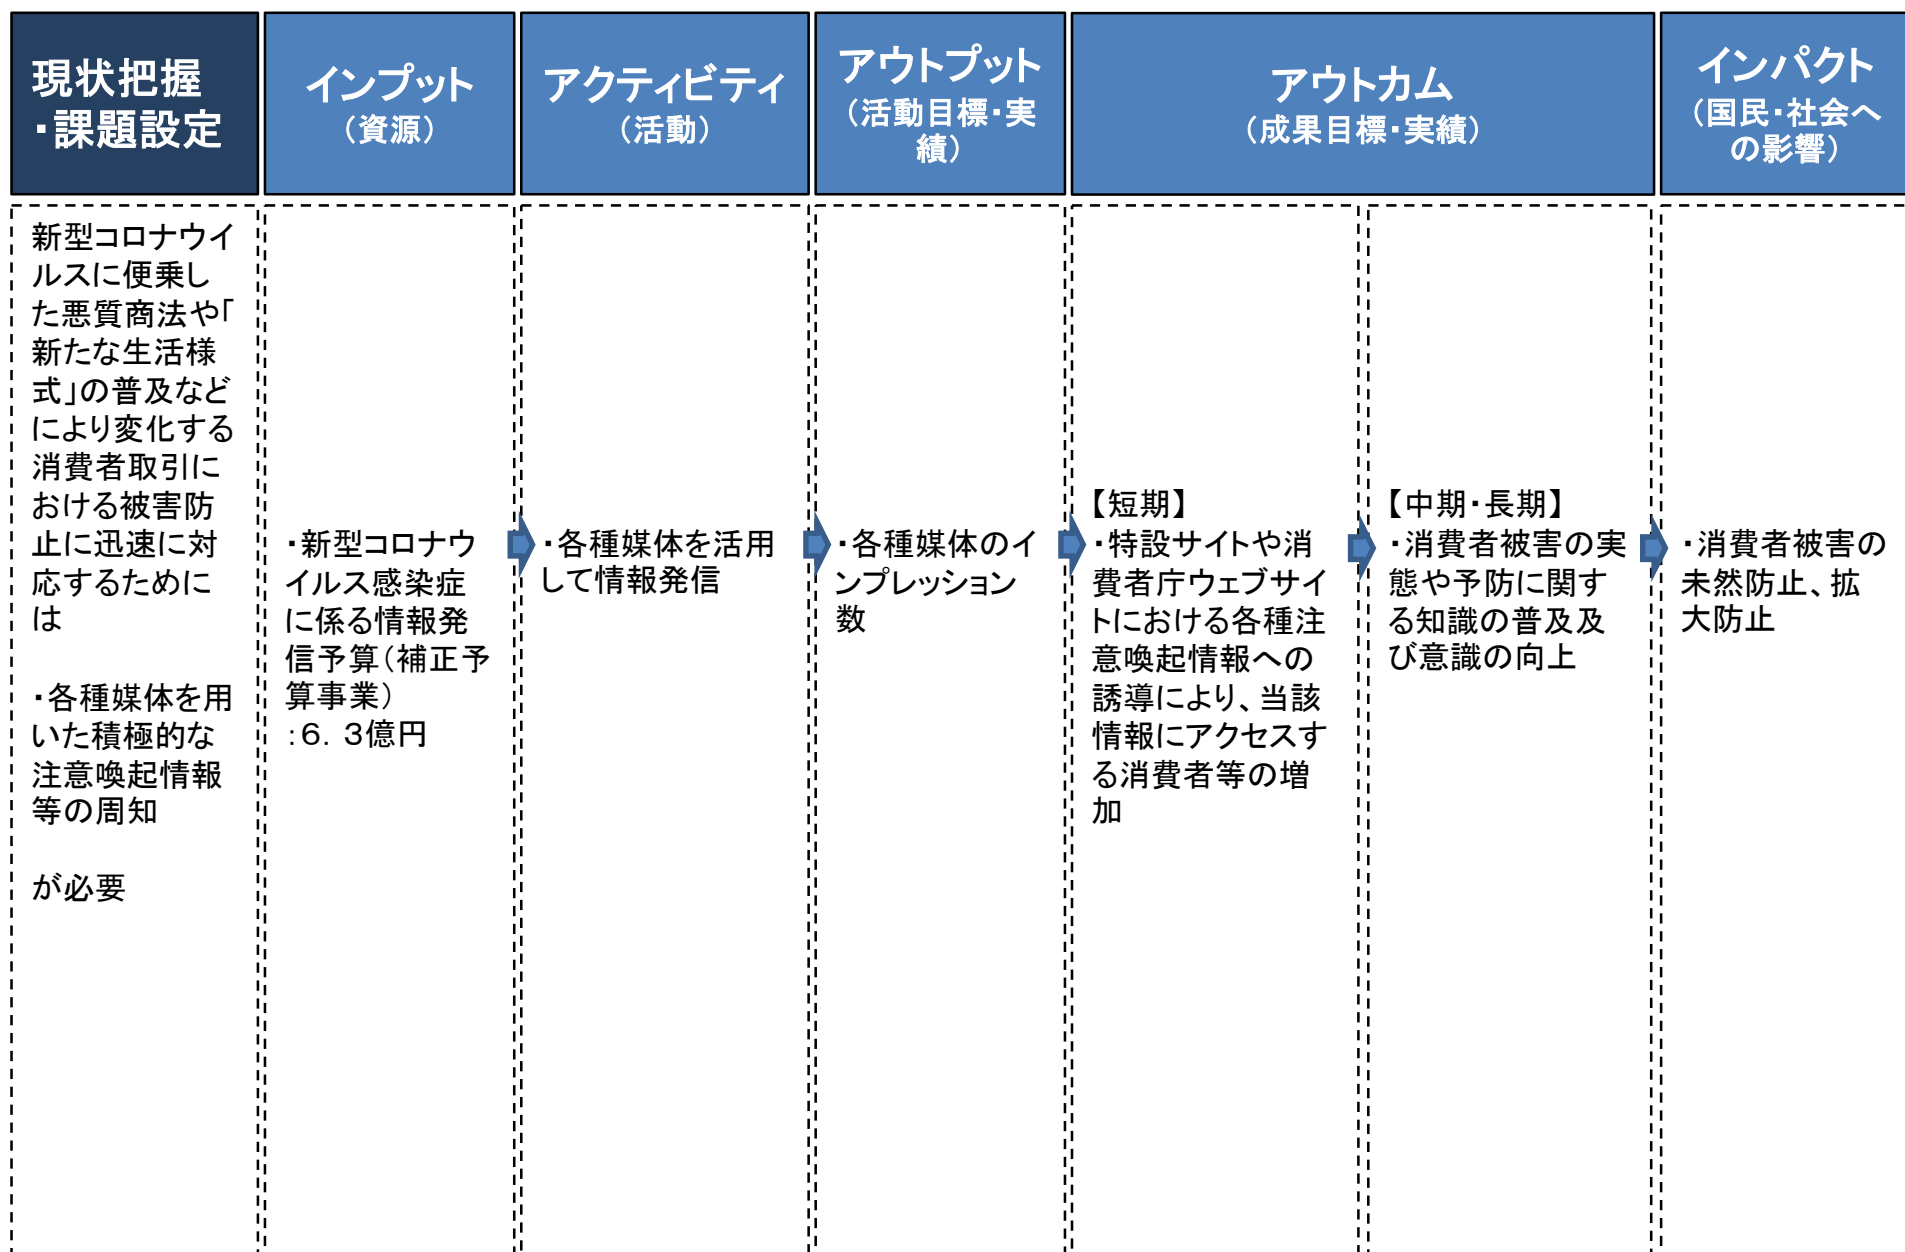 現状把握
・課題設定
インプット
（資源）
アクティビティ
（活動）
アウトプット
（活動目標・実
績）
アウトカム
（成果目標・実績）
インパクト
（国民・社会へ
の影響）
新型コロナウイ
ルスに便乗し
た悪質商法や「
新たな生活様
式」の普及など
により変化する
消費者取引に
おける被害防
止に迅速に対
応するために
は
・各種媒体を用
いた積極的な
注意喚起情報
等の周知
が必要
・新型コロナウ
イルス感染症
に係る情報発
信予算（補正予
算事業）
：６．３億円
・各種媒体を活用
して情報発信
・各種媒体のイ
ンプレッション
数
【短期】
・特設サイトや消
費者庁ウェブサイ
トにおける各種注
意喚起情報への
誘導により、当該
情報にアクセスす
る消費者等の増
加
【中期・長期】
・消費者被害の実
態や予防に関す
る知識の普及及
び意識の向上
・消費者被害の
未然防止、拡
大防止